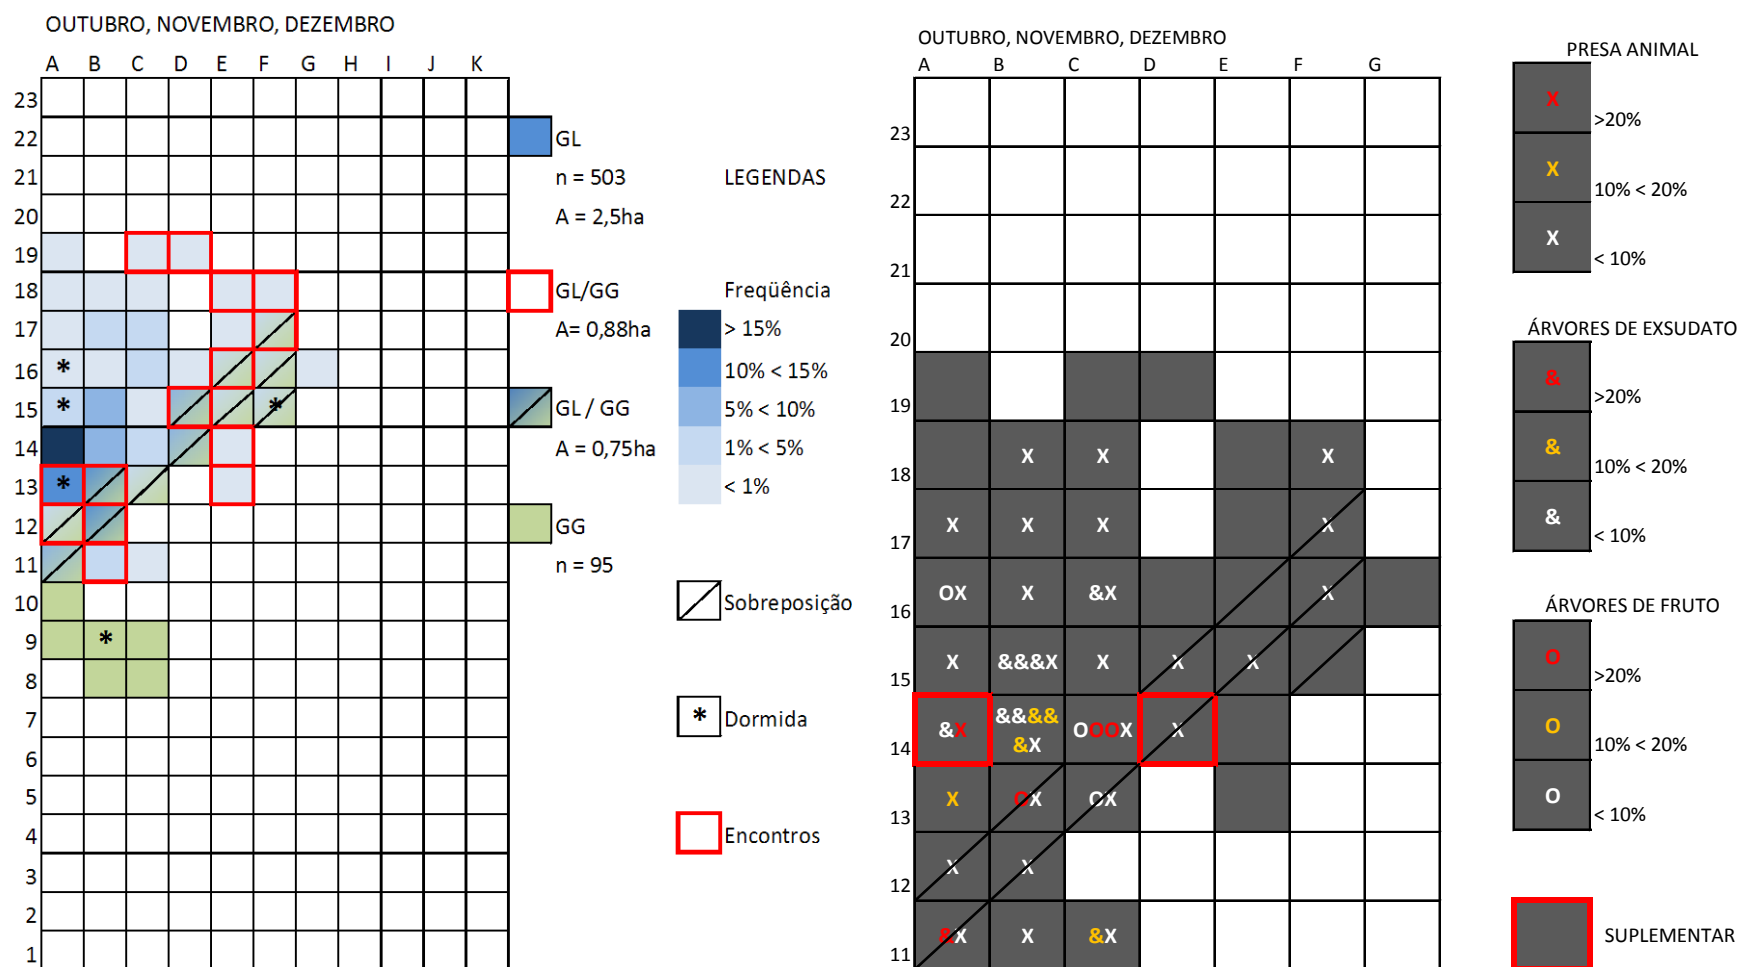 OUTUBRO, NOVEMBRO, DEZEMBRO
A B C D E F G H I J K
23
22
21
20
19
18
17
16 *
15 * *
14
13 *
12
11
10
9 *
8
7
6
5
4
3
2
1
GL
n = 503
A = 2,5ha
GL/GG
A= 0,88ha
GL / GG
A = 0,75ha
GG
n = 95
LEGENDAS
Freqüência
> 15%
10% < 15%
5% < 10%
1% < 5%
< 1%
Sobreposição
* Dormida
Encontros
OUTUBRO, NOVEMBRO, DEZEMBRO
A B C D E F G
23
22
21
20
19
18 X X X
17 X X X X
16 OX X &X X
15 X &&&X X X X
14 &X &&&& &X OOOX X
13 X OX OX
12 X X
11 &X X &X
PRESA ANIMAL
X >20%
X 10% < 20%
X < 10%
ÁRVORES DE EXSUDATO
& >20%
& 10% < 20%
& < 10%
ÁRVORES DE FRUTO
O >20%
O 10% < 20%
O < 10%
SUPLEMENTAR